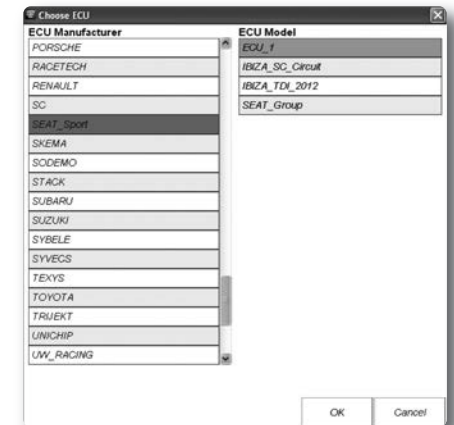 Choose ECU
ECU Manufacturer
PORSCHE
RACETECH
RENAULT
SC
SEAT_Sport
SKEMA
SODEMO
STACK
SUBARU
SUZUKI
SYBELE
SYVECS
TEXYS
TOYOTA
TRIJEKT
UNICHIP
UW_RACING
ECU Model
ECU_1
IBIZA_SC_Circuit
IBIZA_TDI_2012
SEAT_Group
OK Cancel